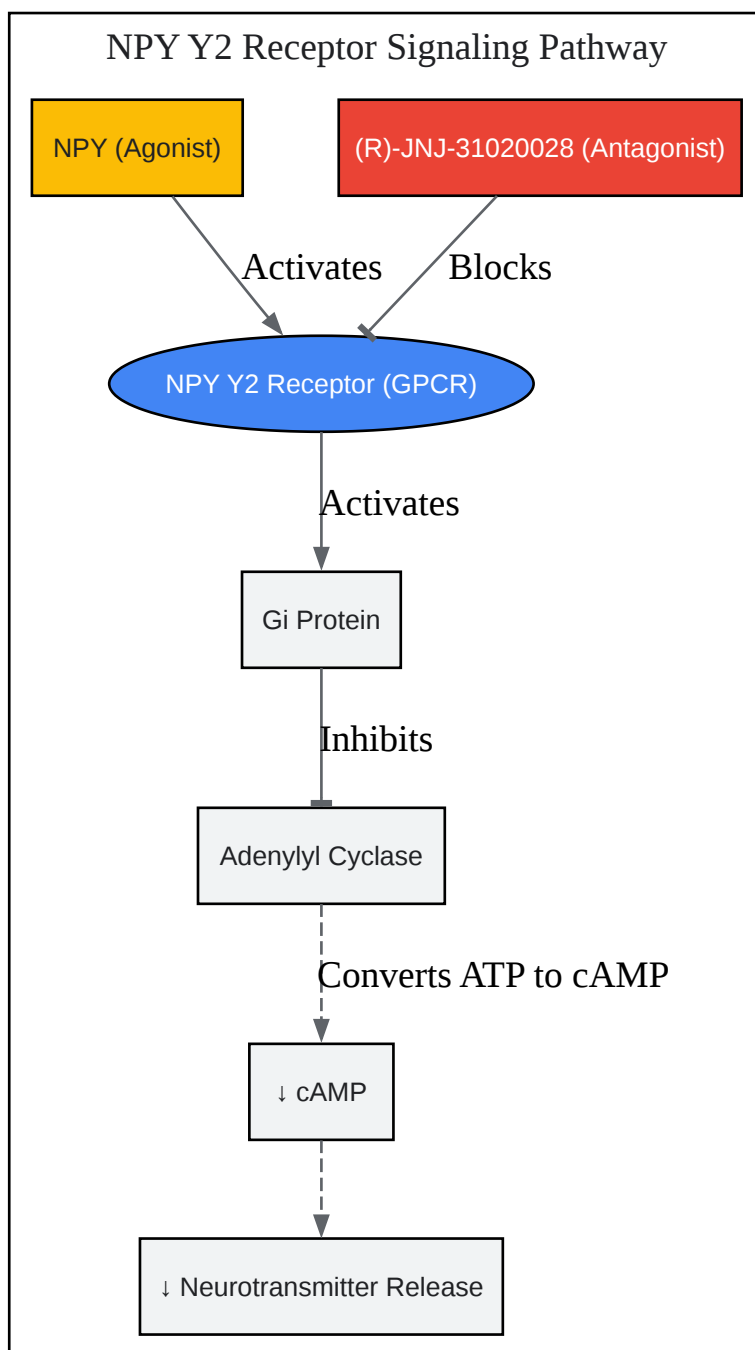 NPY Y2 Receptor Signaling Pathway
NPY (Agonist)
(R)-JNJ-31020028 (Antagonist)
Activates
Blocks
NPY Y2 Receptor (GPCR)
Activates
Gi Protein
Inhibits
Adenylyl Cyclase
Converts ATP to cAMP
↓ cAMP
↓ Neurotransmitter Release